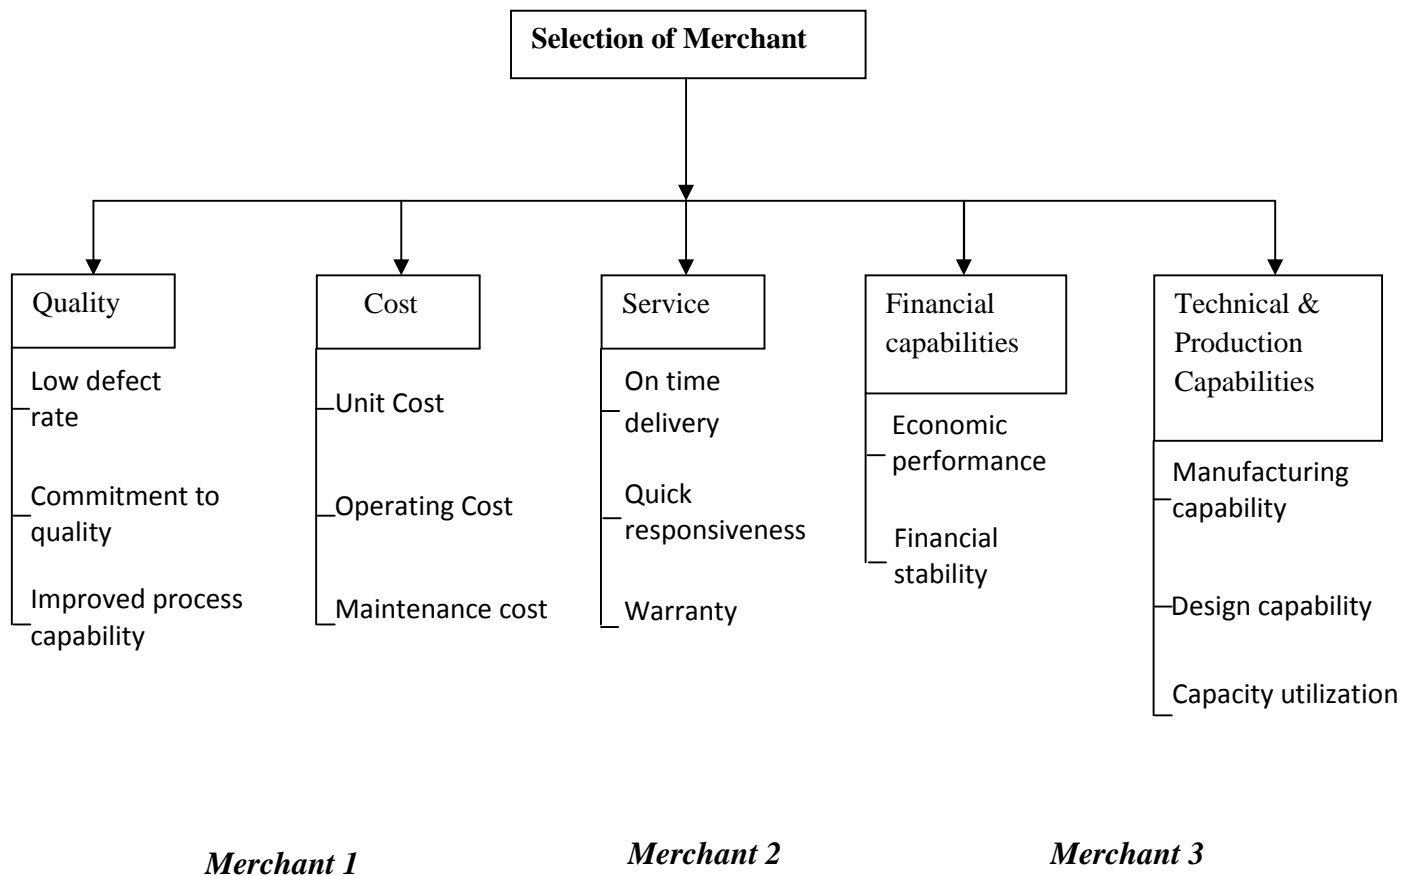 Selection of Merchant
Quality
Low defect
rate
Commitment to
quality
Improved process
capability
Cost
Unit Cost
Operating Cost
Maintenance cost
Service
On time
delivery
Quick
responsiveness
Warranty
Financial
capabilities
Economic
performance
Financial
stability
Technical &
Production
Capabilities
Manufacturing
capability
Design capability
Capacity utilization
Merchant 1
Merchant 2
Merchant 3